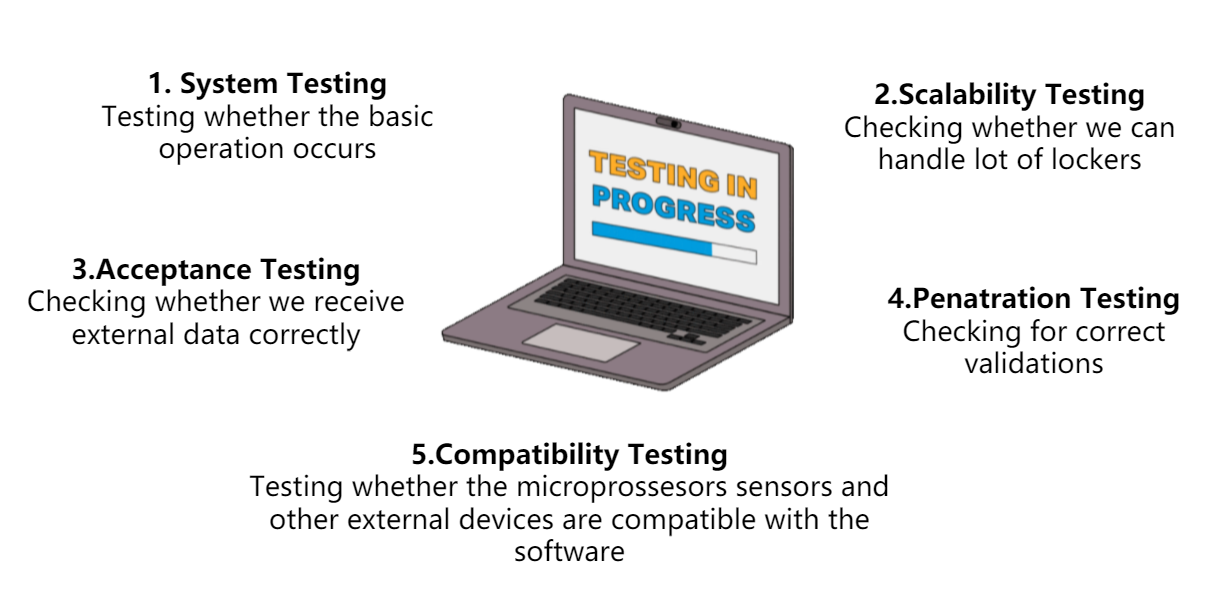 1. System Testing
Testing whether the basic
operation occurs
2.Scalability Testing
Checking whether we can
handle lot of lockers
TESTING IN
PROGRESS
3.Acceptance Testing
Checking whether we receive
external data correctly
4.Penatration Testing
Checking for correct
validations
5.Compatibility Testing
Testing whether the microprossesors sensors and
other external devices are compatible with the
software